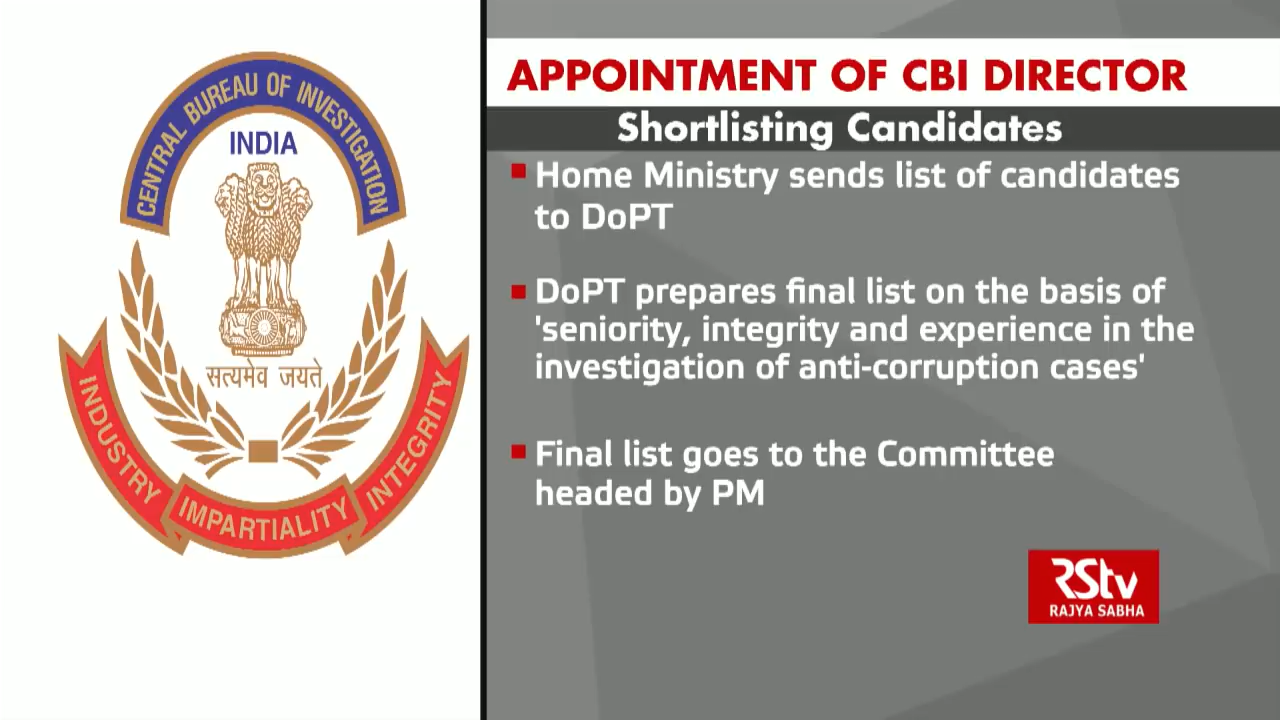 CENTRAL BUREAU OF INVESTIGATION
INDIA
सत्यमेव जयते
INDUSTRY
IMPARTIALITY
INTEGRITY
APPOINTMENT OF CBI DIRECTOR
Shortlisting Candidates
Home Ministry sends list of candidates
to DoPT
DoPT prepares final list on the basis of
'seniority, integrity and experience in the
investigation of anti-corruption cases'
Final list goes to the Committee
headed by PM
RStv
RAJYA SABHA